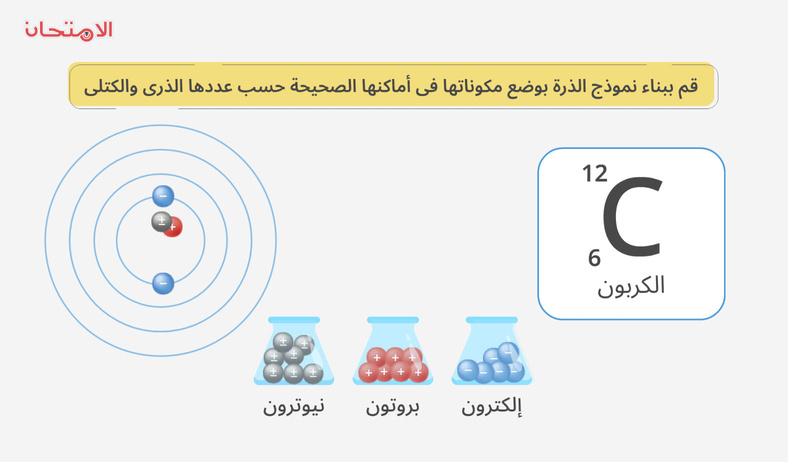 الامتحان
قم ببناء نموذج الذرة بوضع مكوناتها فى أماكنها الصحيحة حسب عددها الذرى والكتلى
12
C
6
الكربون
− ± +
−
± ±
± ± ±
± ± ±
+ + +
+ + + +
− −
− − − −
نيوترون بروتون إلكترون